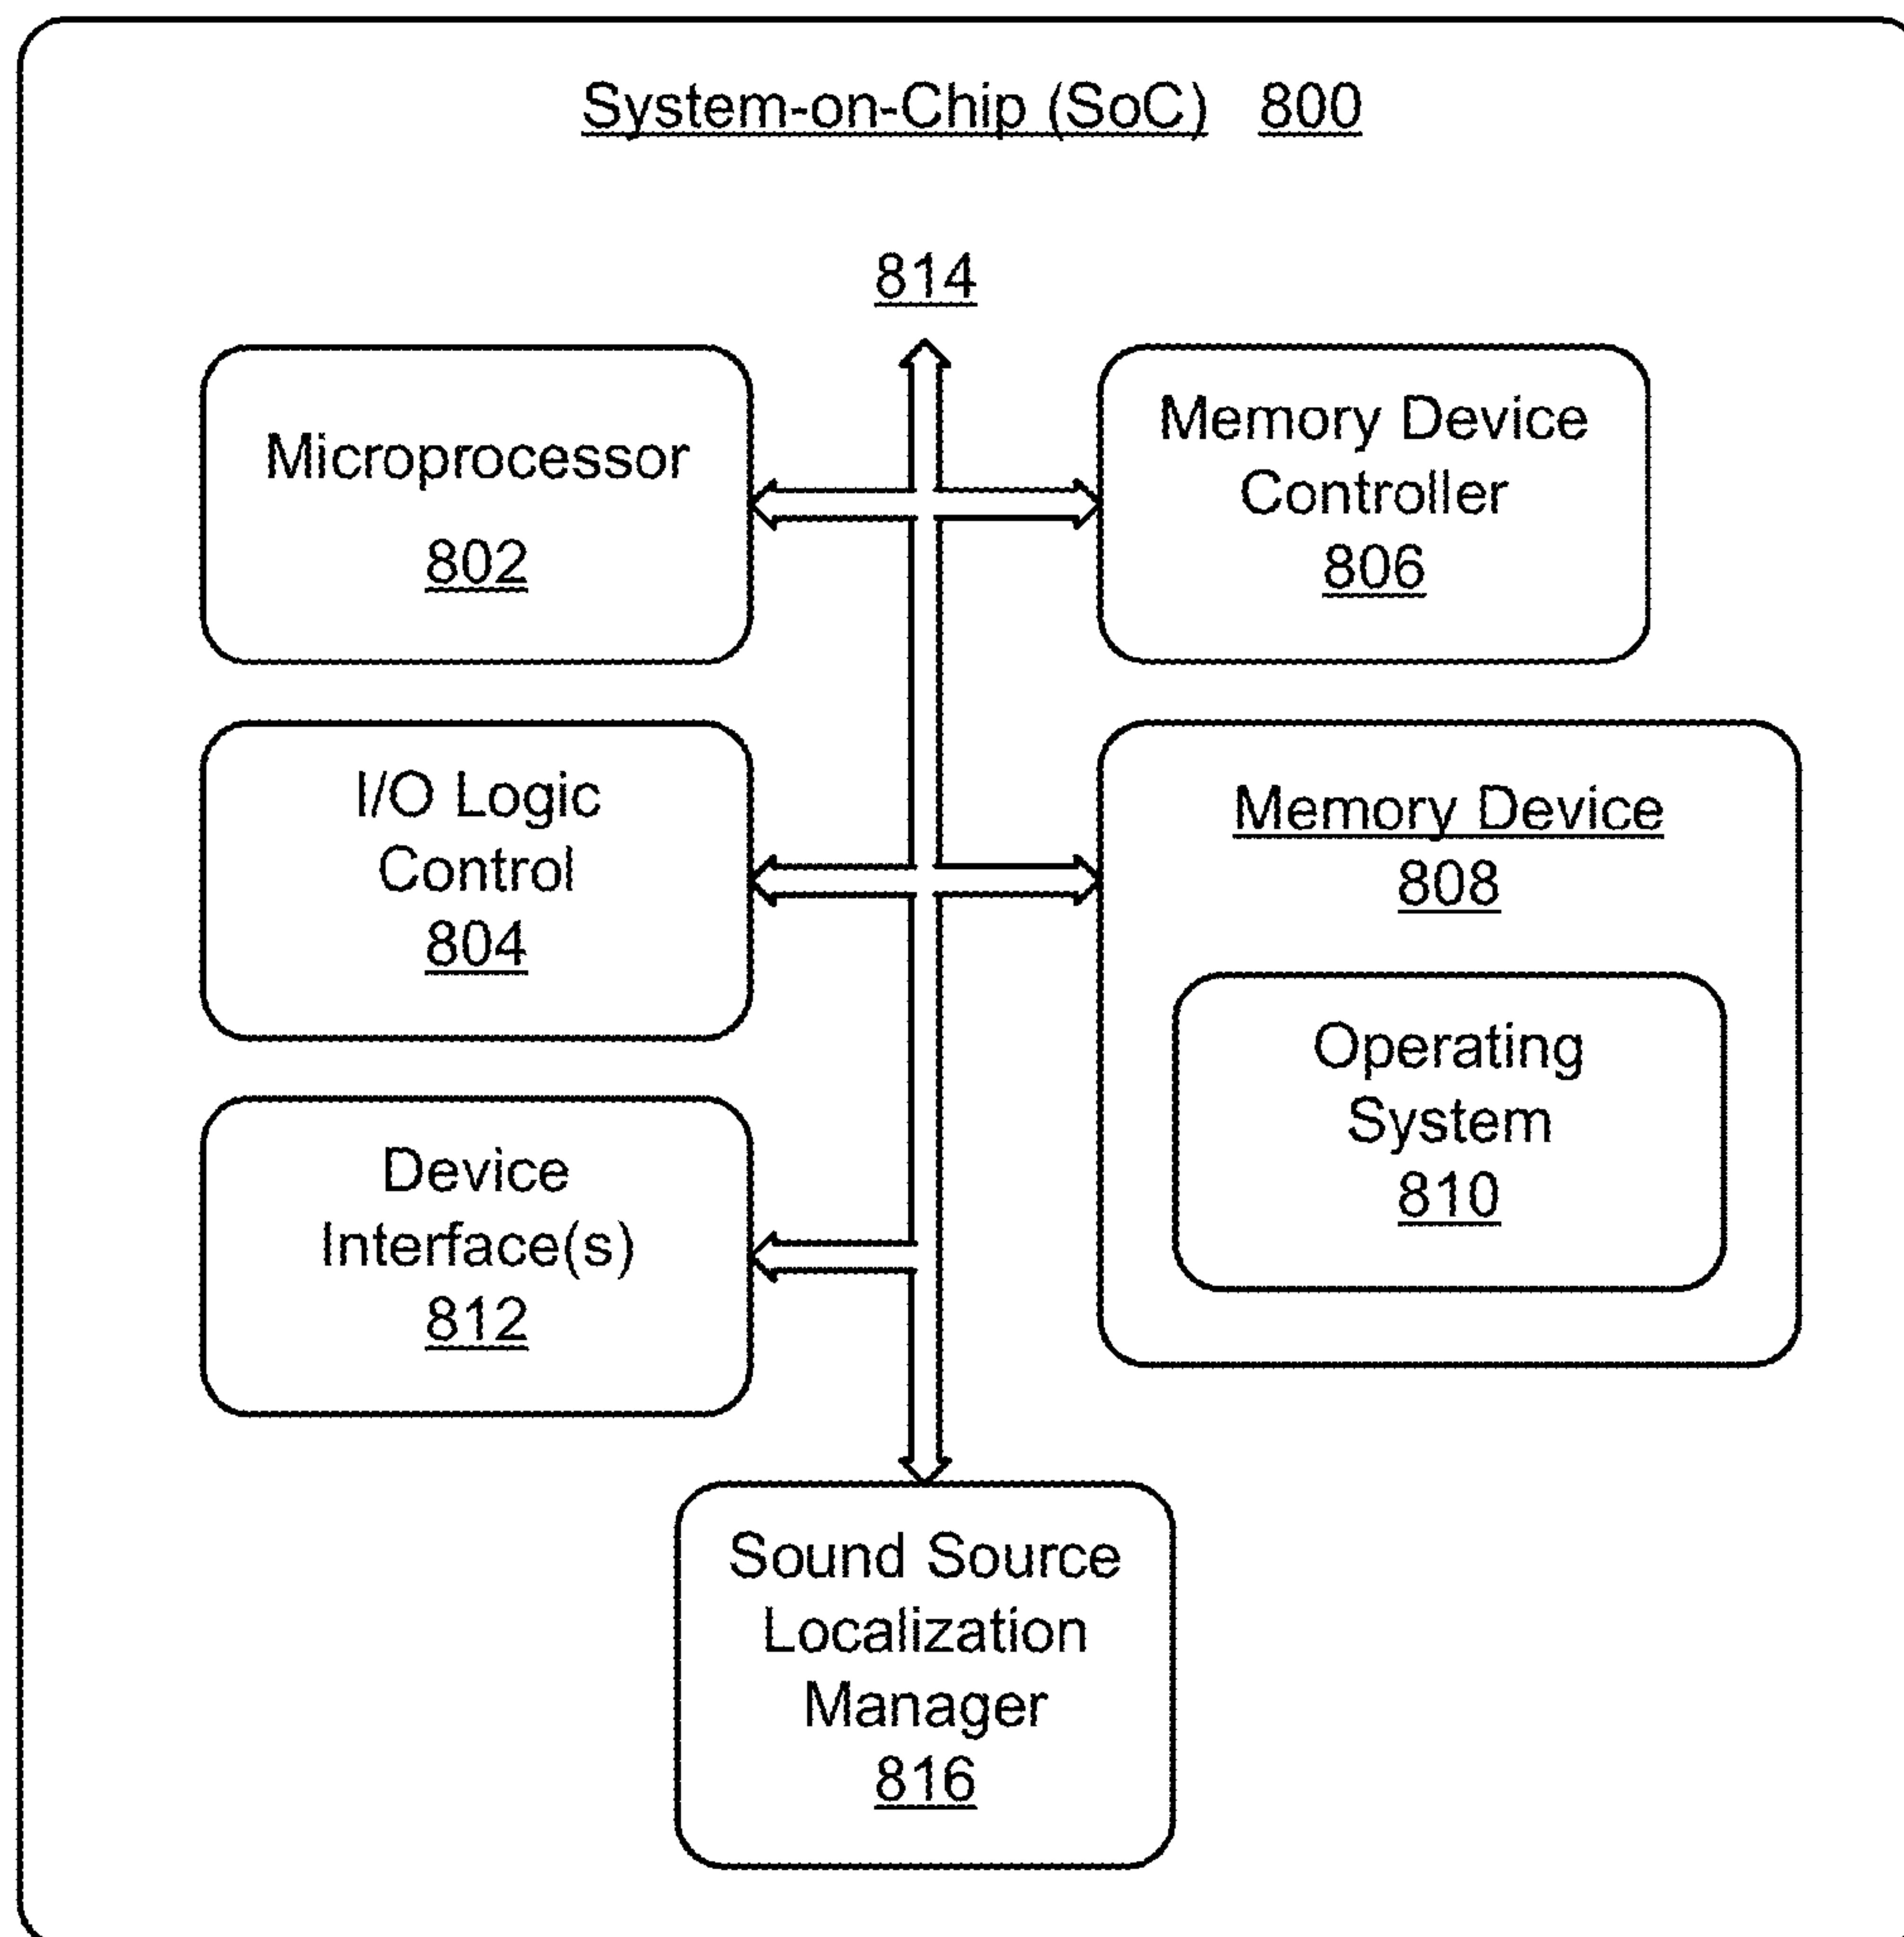 System-on-Chip (SoC) 800
814
Microprocessor
802
Memory Device
Controller
806
I/O Logic
Control
804
Memory Device
808
Operating
System
810
Device
Interface(s)
812
Sound Source
Localization
Manager
816